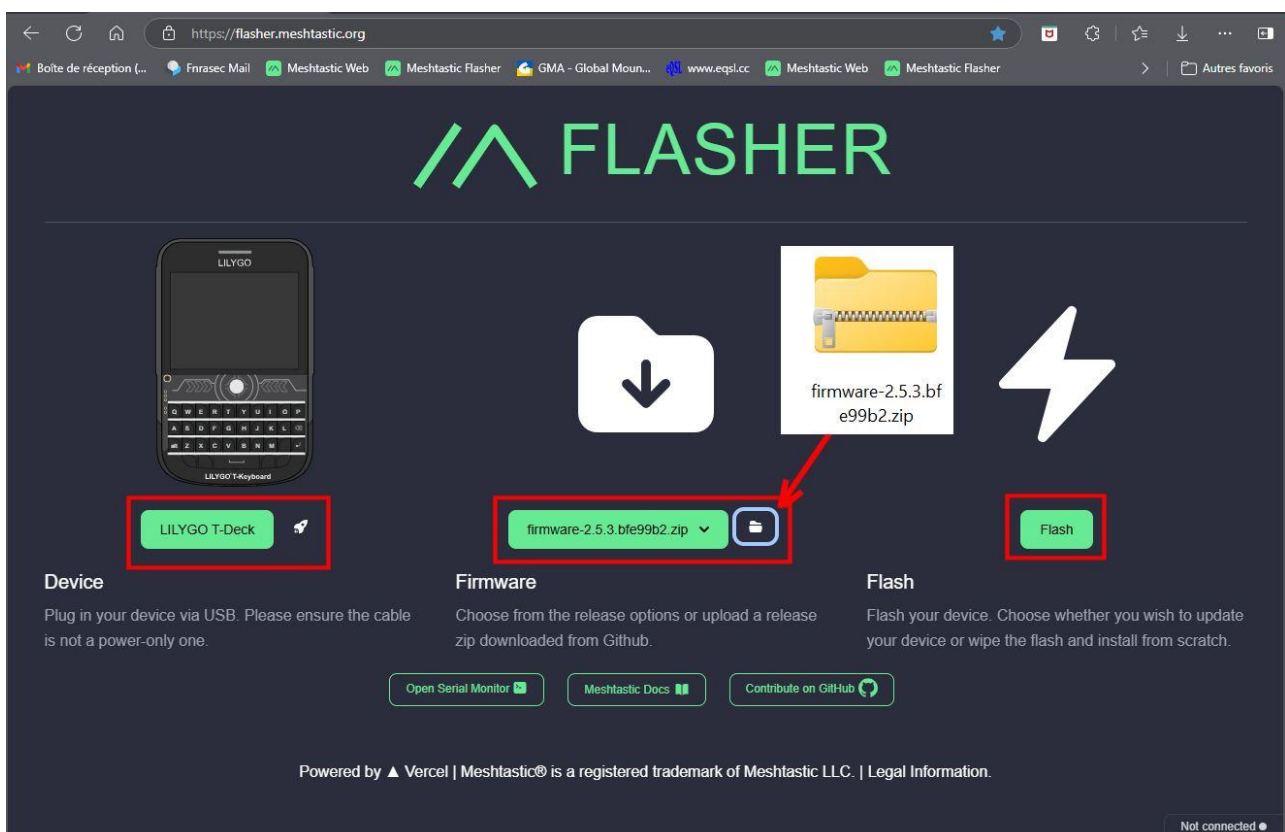 https://flasher.meshtastic.org
Boîte de réception (... Fnrasec Mail Meshtastic Web Meshtastic Flasher GMA - Global Moun... www.eqsl.cc Meshtastic Web Meshtastic Flasher Autres favoris
FLASHER
LILYGO
Q W E R T Y U I O P
A S D F G H J K L
alt Z X C V B N M
LILYGO T-Keyboard
firmware-2.5.3.bf
e99b2.zip
LILYGO T-Deck
firmware-2.5.3.bfe99b2.zip
Flash
Device
Plug in your device via USB. Please ensure the cable
is not a power-only one.
Firmware
Choose from the release options or upload a release
zip downloaded from Github.
Flash
Flash your device. Choose whether you wish to update
your device or wipe the flash and install from scratch.
Open Serial Monitor
Meshtastic Docs
Contribute on GitHub
Powered by ▲ Vercel | Meshtastic® is a registered trademark of Meshtastic LLC. | Legal Information.
Not connected